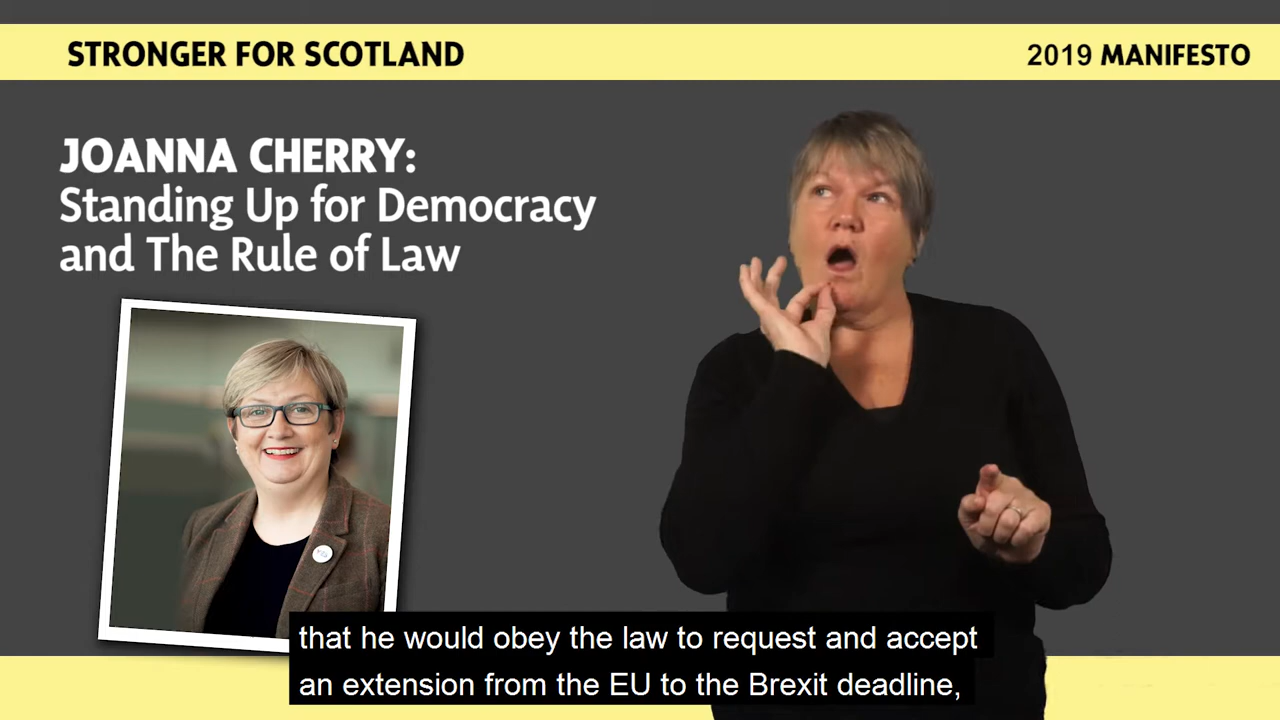 STRONGER FOR SCOTLAND
2019 MANIFESTO
JOANNA CHERRY:
Standing Up for Democracy
and The Rule of Law
that he would obey the law to request and accept
an extension from the EU to the Brexit deadline,